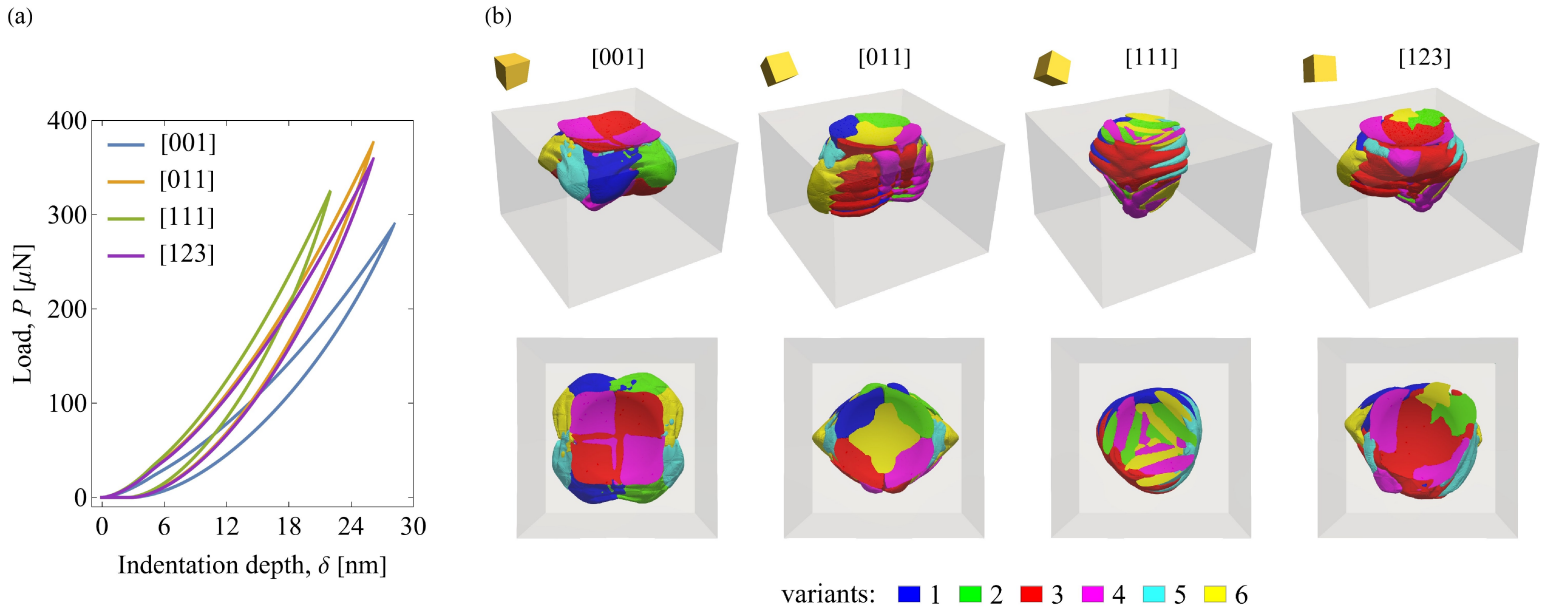 (a)
(b)
[001] [011] [111] [123]
400
300
200
100
0
Load, P [μN]
[001]
[011]
[111]
[123]
0 6 12 18 24 30
Indentation depth, δ [nm]
variants: 1 2 3 4 5 6